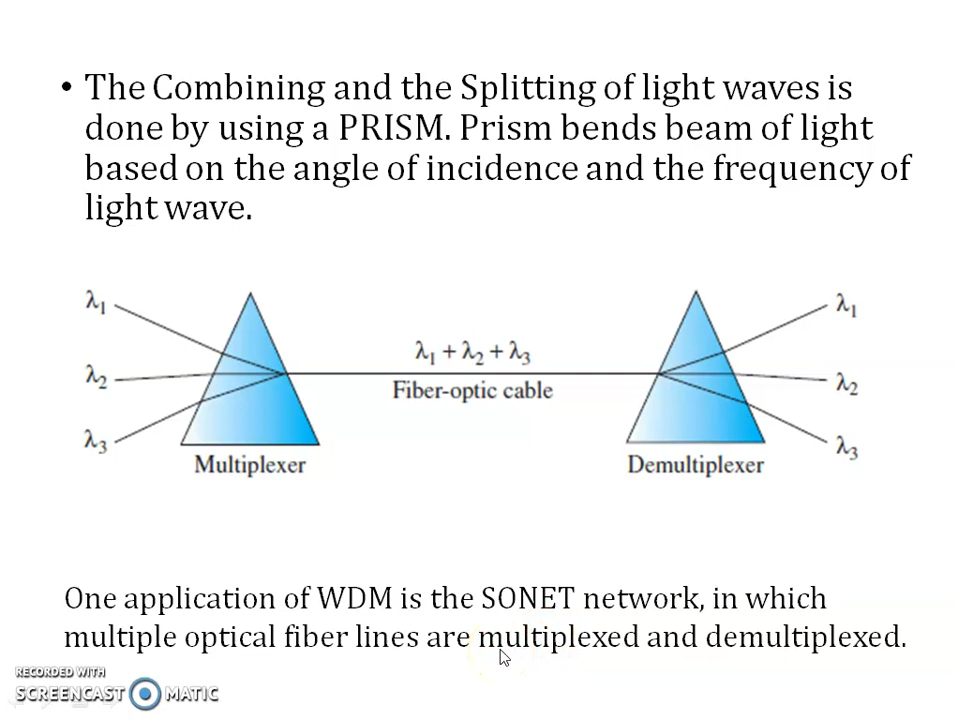 • The Combining and the Splitting of light waves is
done by using a PRISM. Prism bends beam of light
based on the angle of incidence and the frequency of
light wave.
λ1
λ2
λ3
Multiplexer
λ1 + λ2 + λ3
Fiber-optic cable
λ1
λ2
λ3
Demultiplexer
One application of WDM is the SONET network, in which
multiple optical fiber lines are multiplexed and demultiplexed.
RECORDED WITH
SCREENCAST MATIC